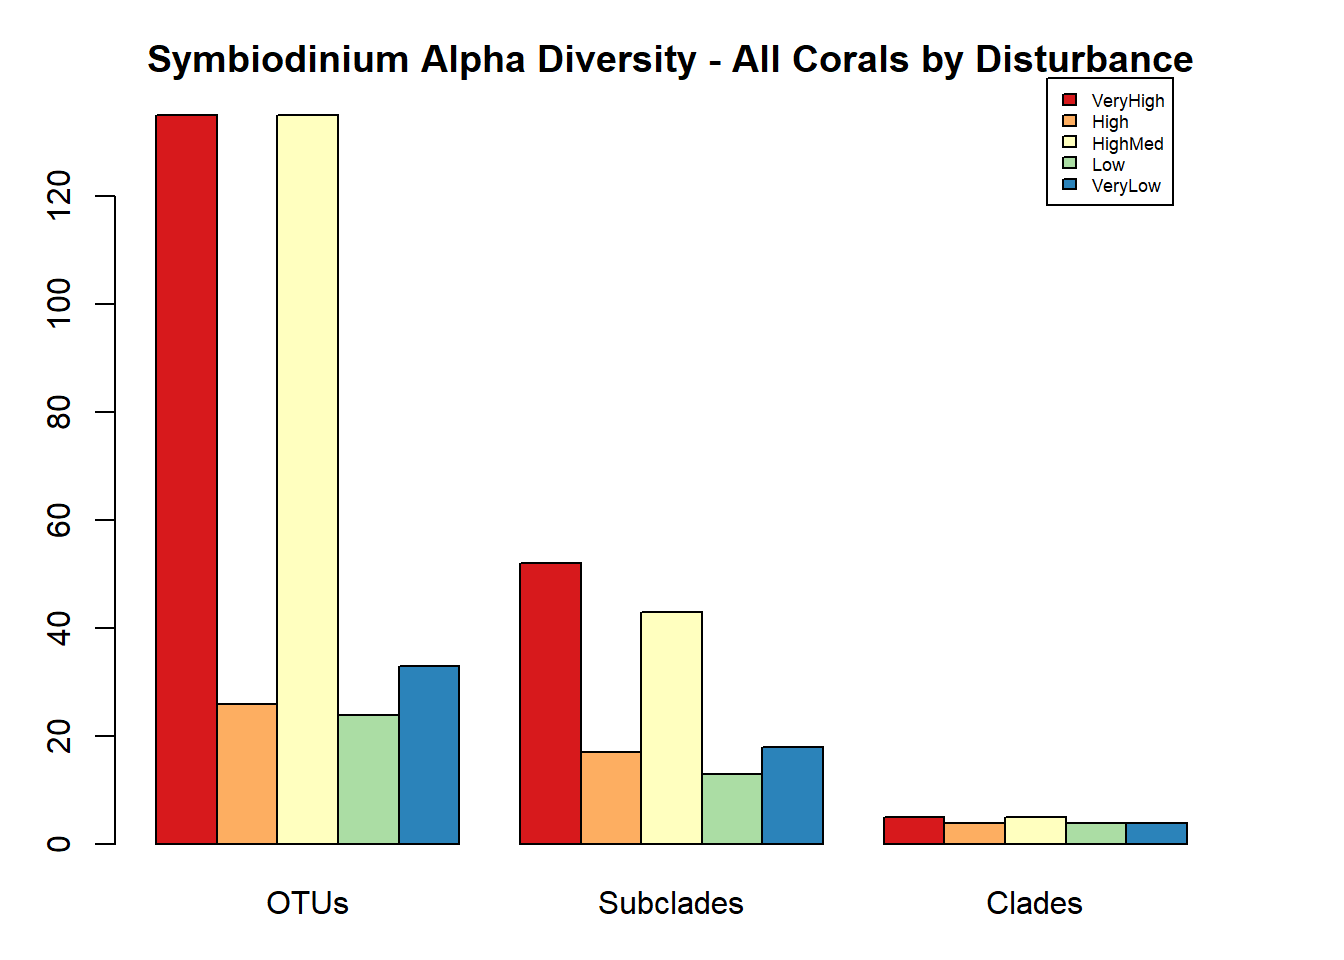 Symbiodinium Alpha Diversity - All Corals by Disturbance
VeryHigh
High
HighMed
Low
VeryLow
120
100
80
60
40
20
0
OTUs
Subclades
Clades